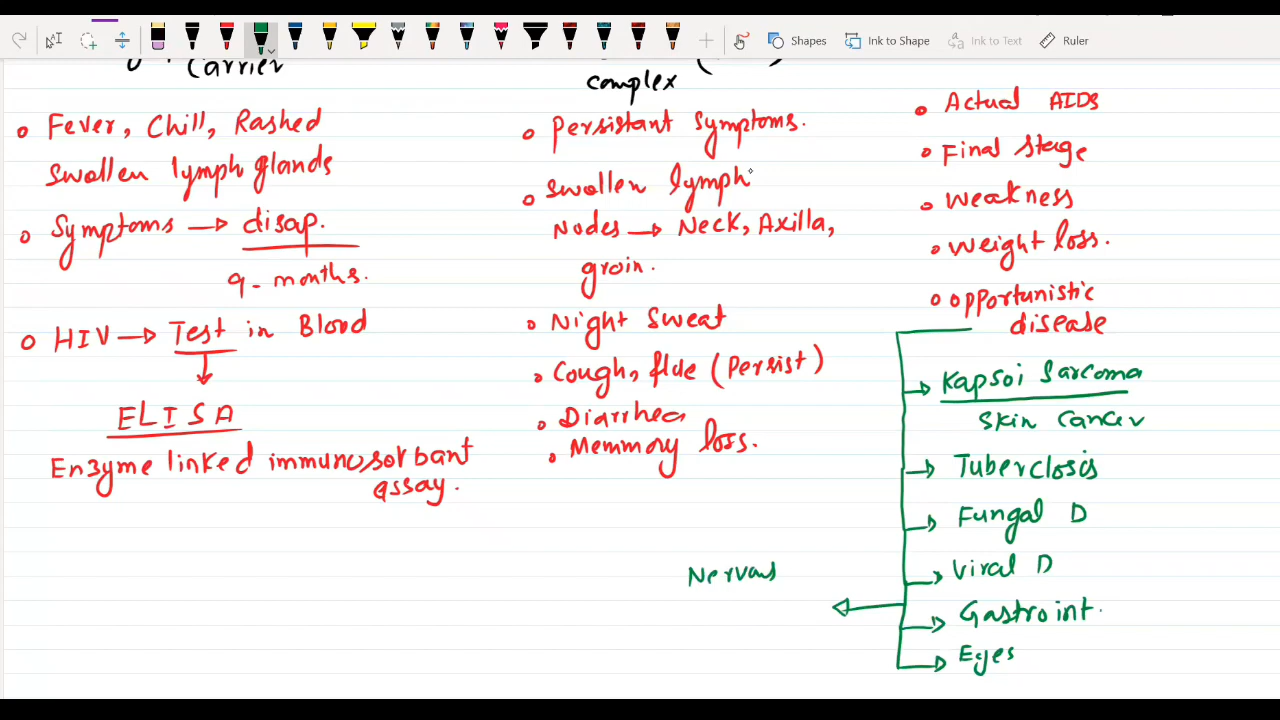 Shapes
Ink to Shape
Ink to Text
Ruler
Carrier
Fever, Chill, Rashed
Swollen lymph glands
Symptoms → disap.
9- months.
HIV → Test in Blood
ELISA
Enzyme linked immunosorbant
assay.
complex
Persistant Symptoms.
Swollen lymph
Nodes → Neck, Axilla,
groin.
Night Sweat
Cough, flue (Persist)
Diarrhea
Memmory loss.
Nervous
Actual AIDs
Final stage
Weakness
Weight loss.
Opportunistic
disease
Kapsoi Sarcoma
Skin Cancer
Tuberclosis
Fungal D
Viral D
Gastroint.
Eyes